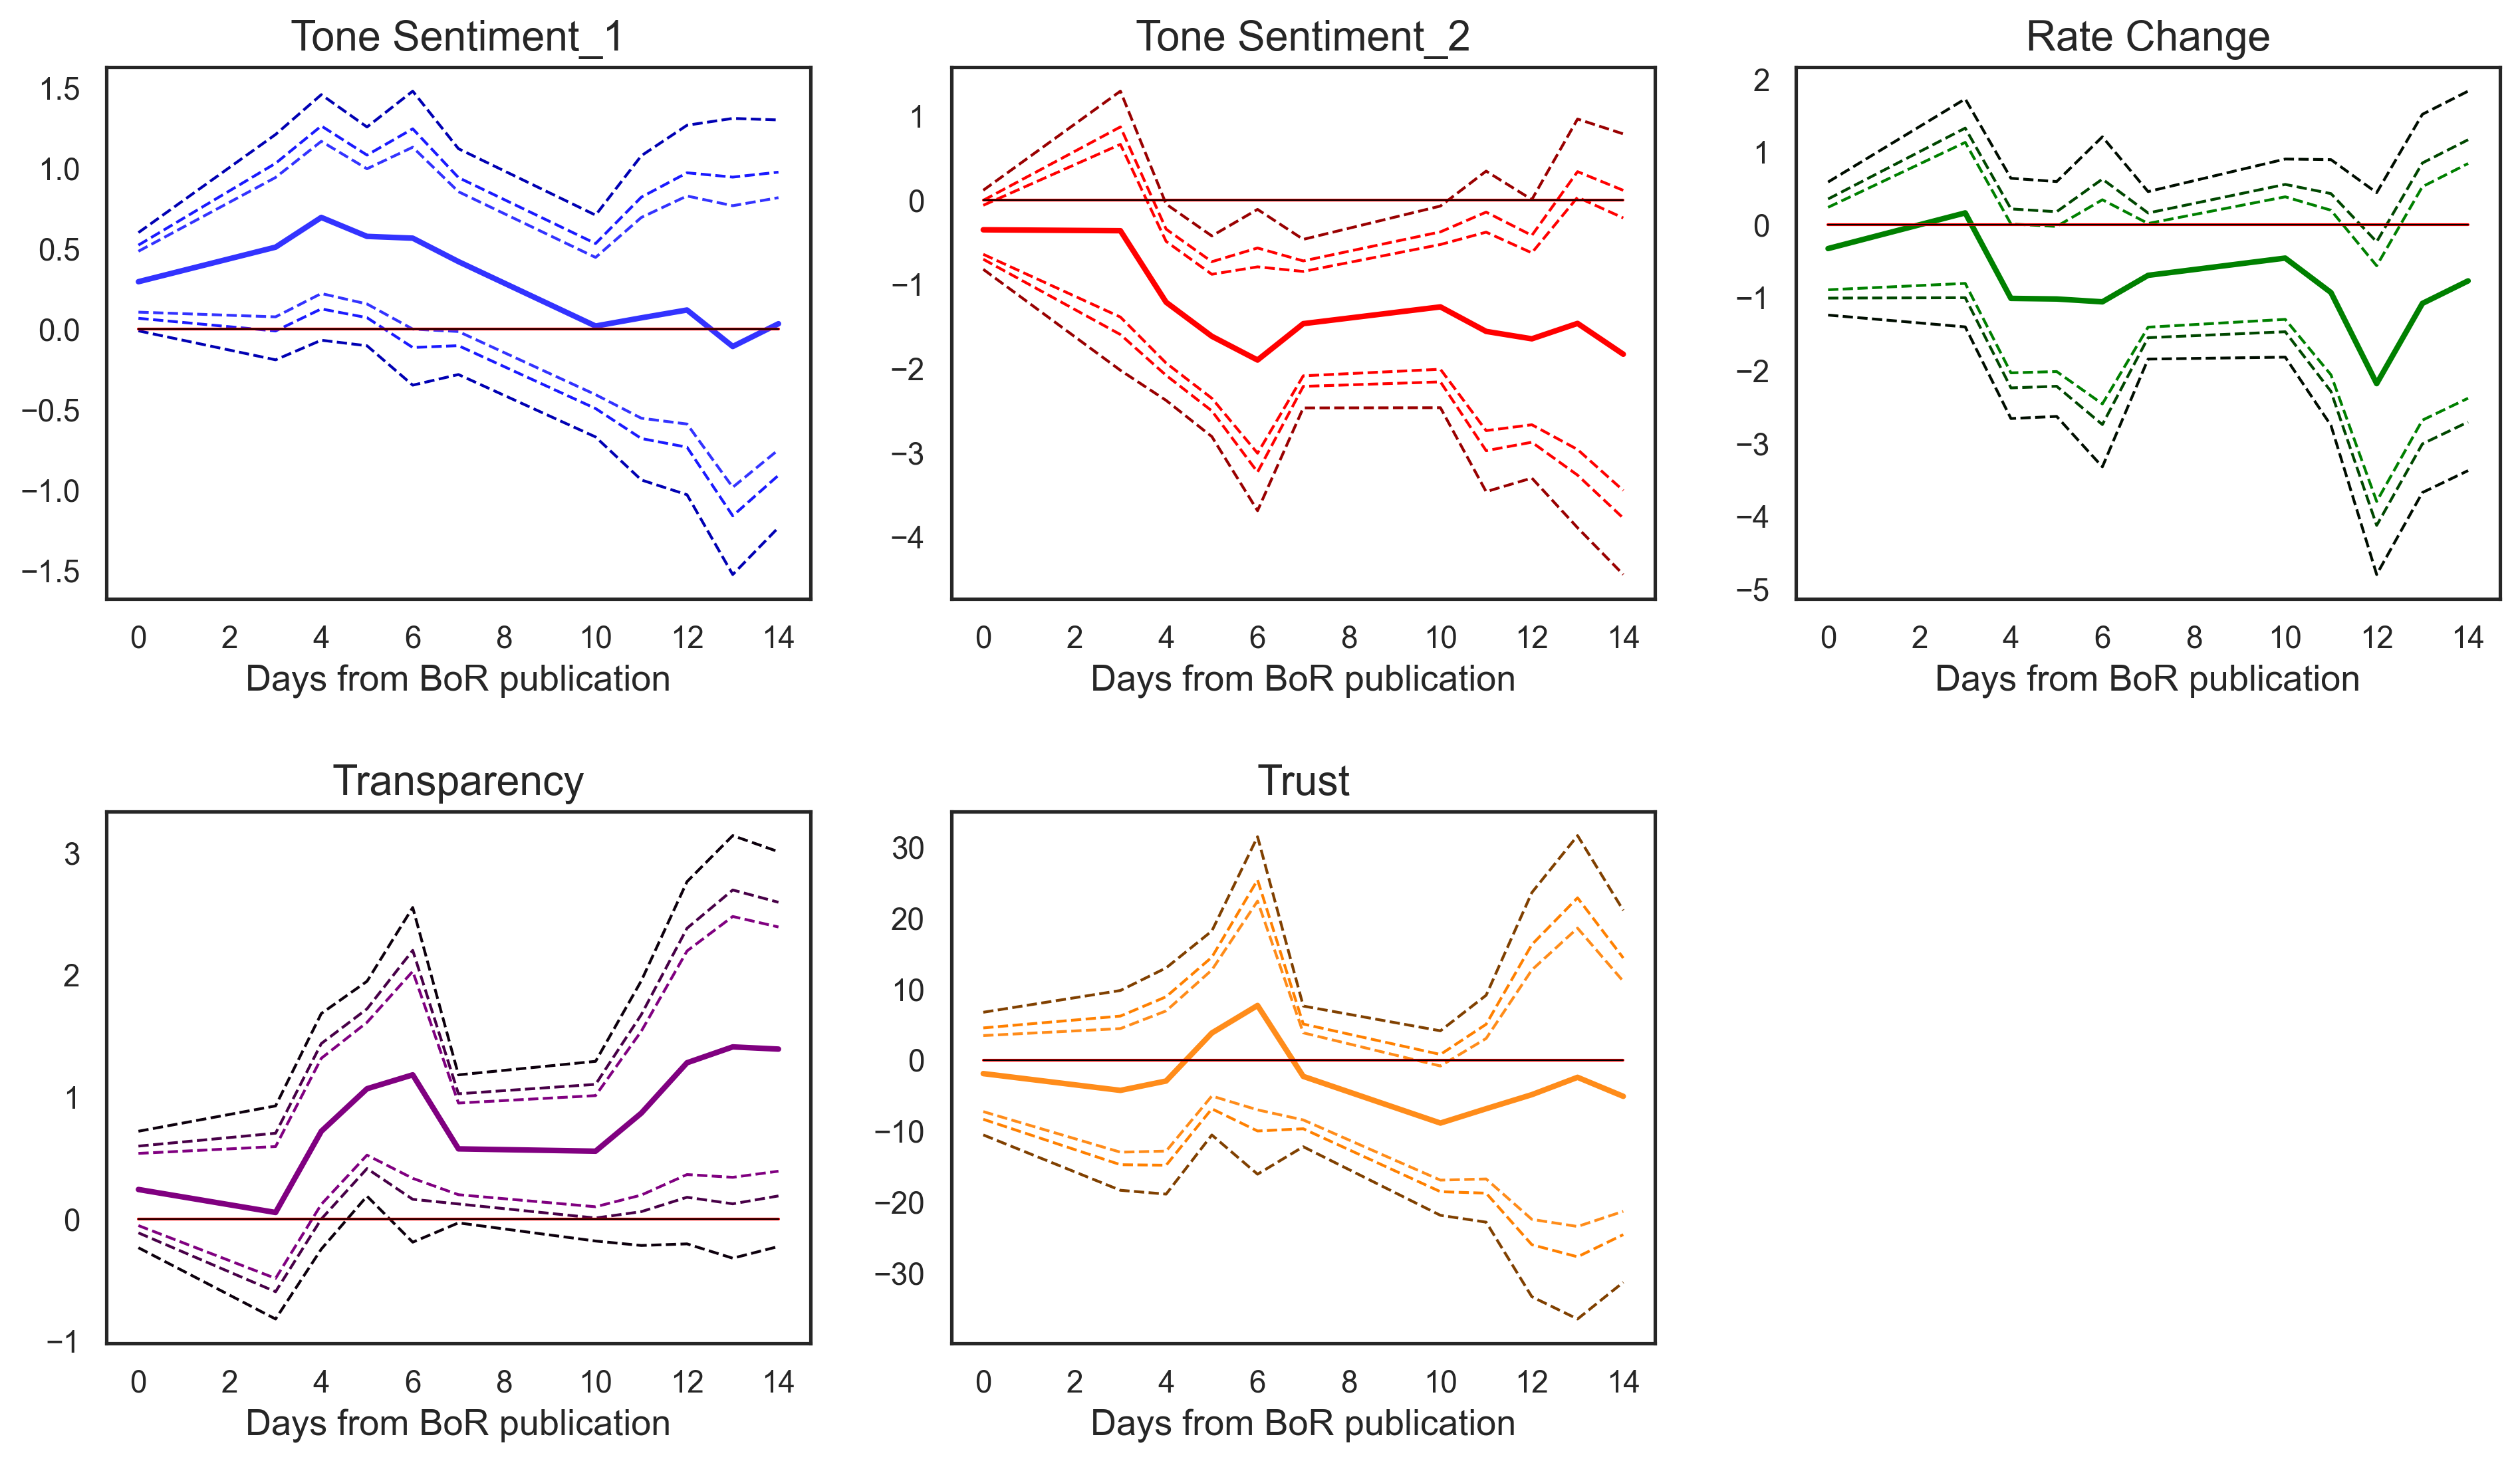 Tone Sentiment_1
Tone Sentiment_2
Rate Change
1.5
1.0
0.5
0.0
−0.5
−1.0
−1.5
0 2 4 6 8 10 12 14
Days from BoR publication
1
0
−1
−2
−3
−4
0 2 4 6 8 10 12 14
Days from BoR publication
2
1
0
−1
−2
−3
−4
−5
0 2 4 6 8 10 12 14
Days from BoR publication
Transparency
Trust
3
2
1
0
−1
0 2 4 6 8 10 12 14
Days from BoR publication
30
20
10
0
−10
−20
−30
0 2 4 6 8 10 12 14
Days from BoR publication